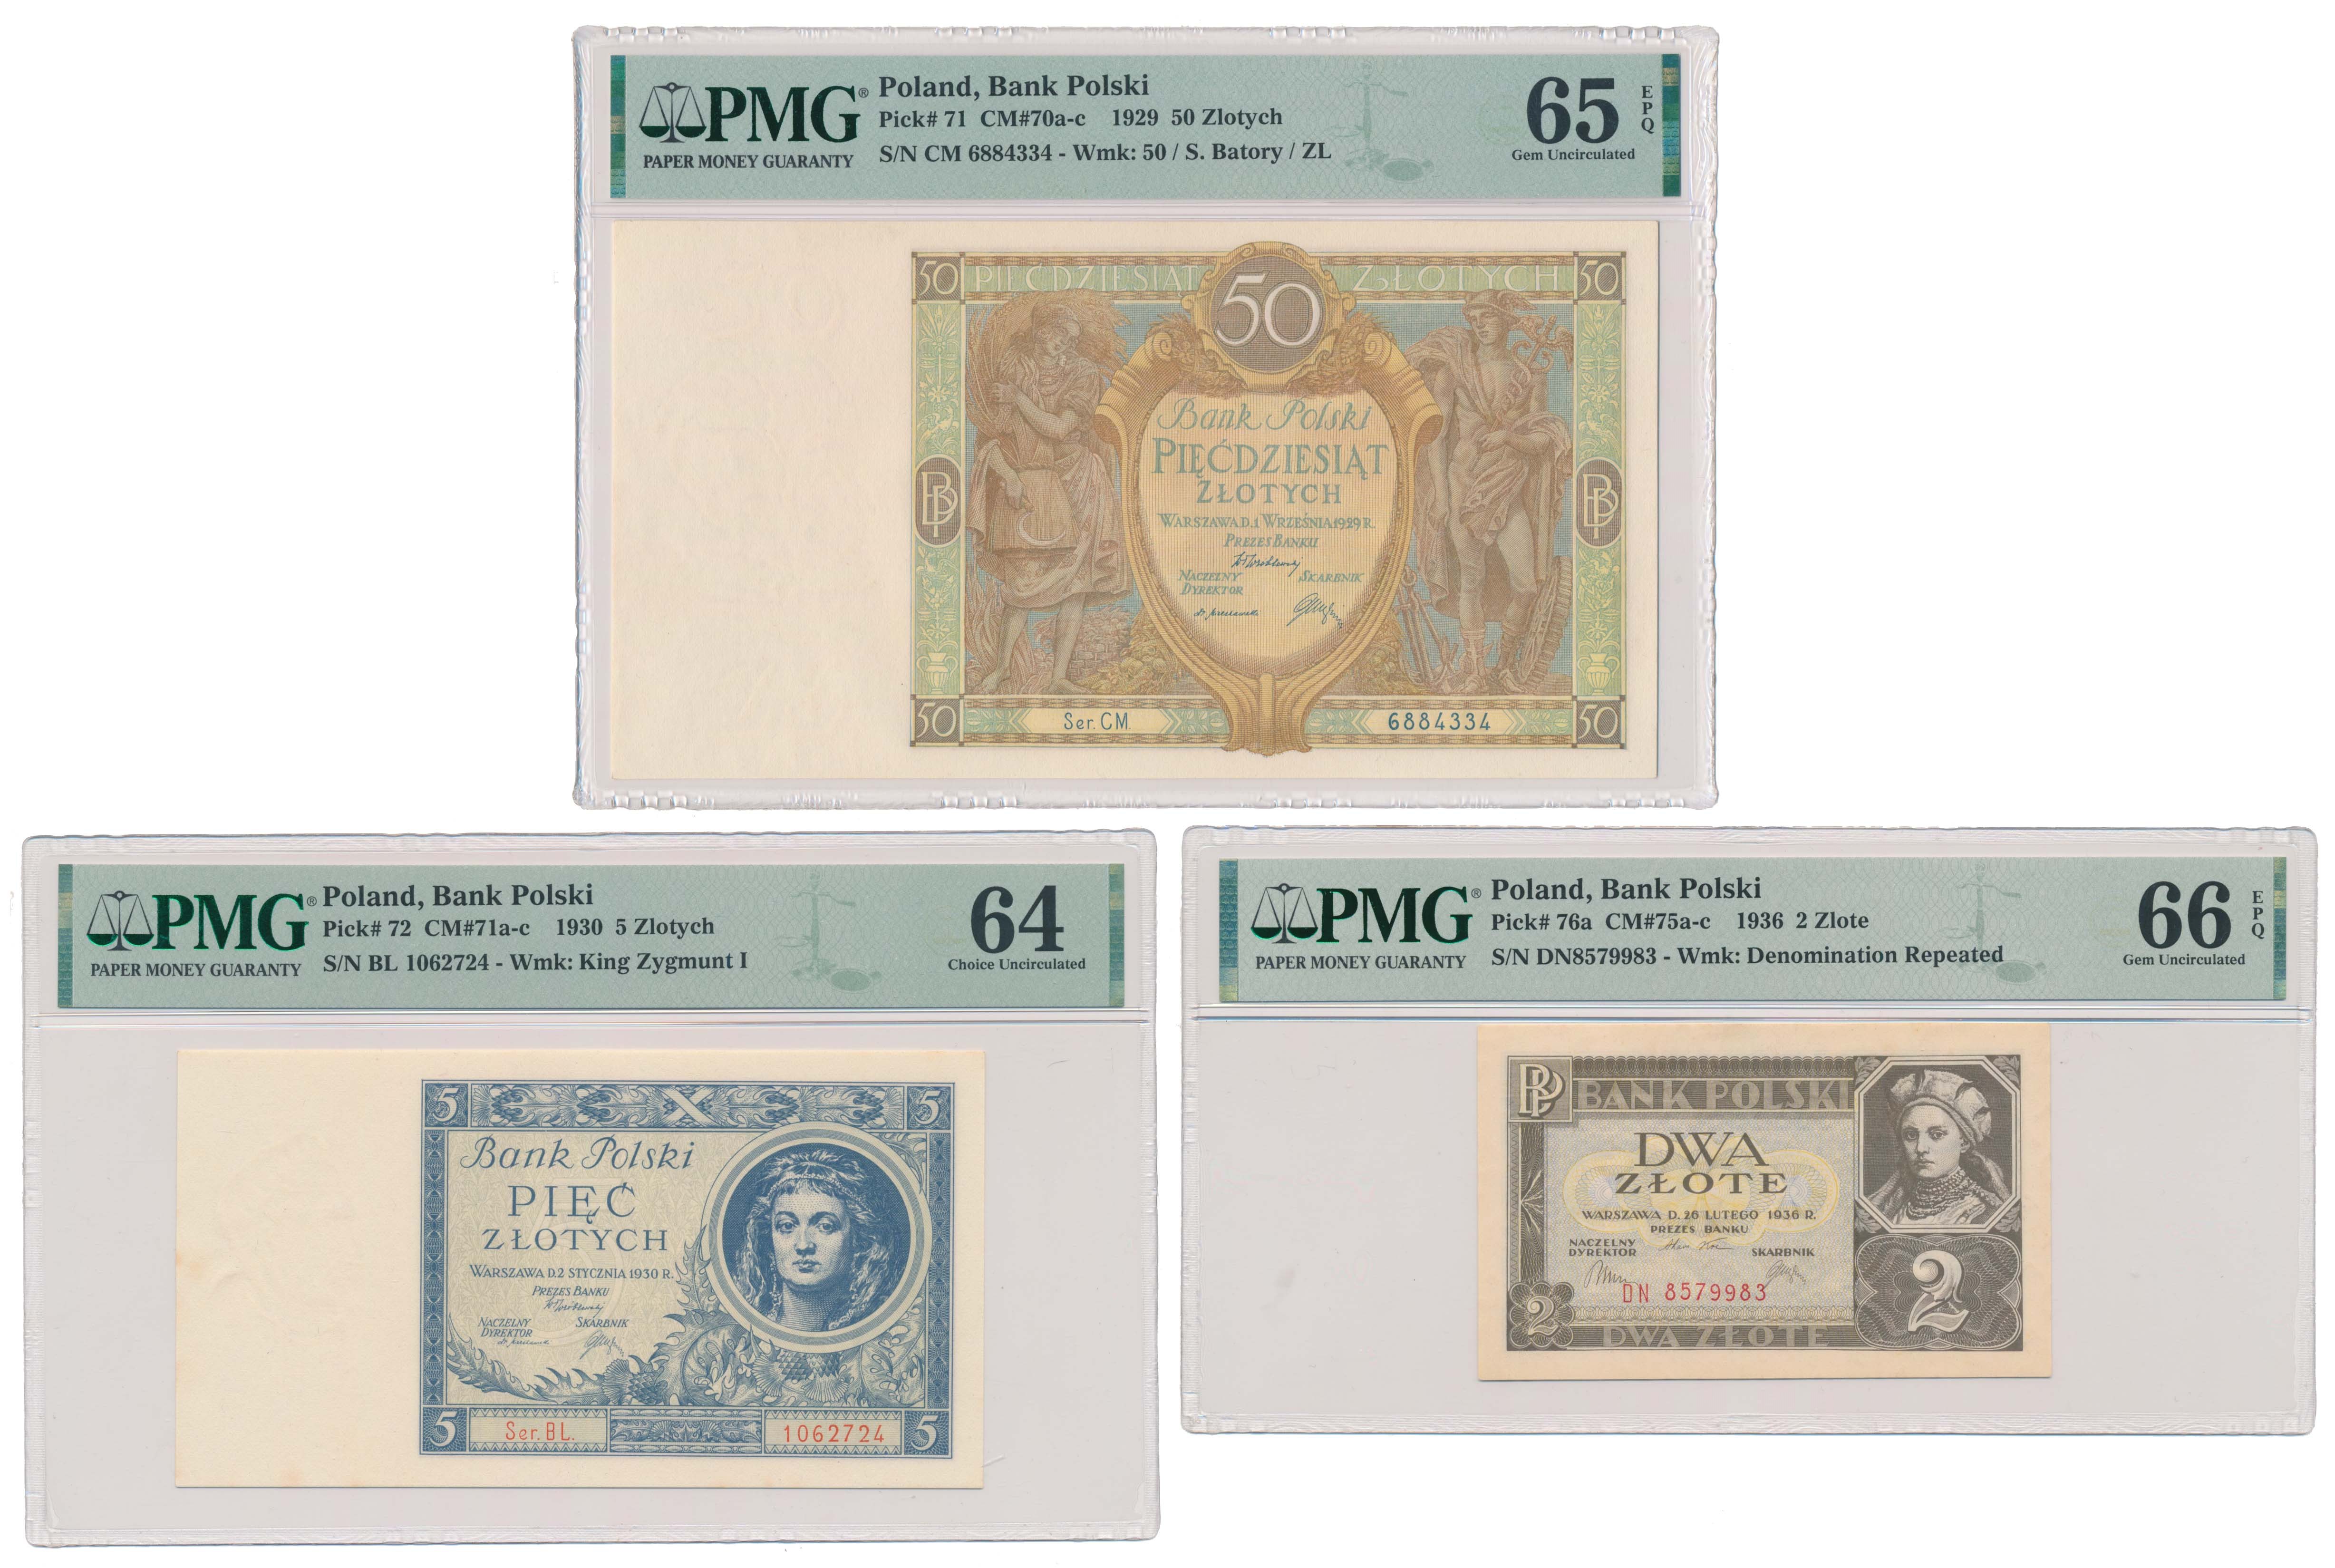 PMG®
PAPER MONEY GUARANTY
Poland, Bank Polski
Pick# 71 CM#70a-c 1929 50 Zlotych
S/N CM 6884334 - Wmk: 50 / S. Batory / ZL
65 EPQ
Gem Uncirculated
50 PIĘĆDZIESIĄT 50 ZŁOTYCH 50
Bank Polski
PIĘĆDZIESIĄT
ZŁOTYCH
WARSZAWA D. 1 WRZEŚNIA 1929 R.
PREZES BANKU
NACZELNY SKARBNIK
DYREKTOR
BP BP
50 Ser. CM. 6884334 50
PMG®
PAPER MONEY GUARANTY
Poland, Bank Polski
Pick# 72 CM#71a-c 1930 5 Zlotych
S/N BL 1062724 - Wmk: King Zygmunt I
64
Choice Uncirculated
5 5
Bank Polski
PIĘĆ
ZŁOTYCH
WARSZAWA D. 2 STYCZNIA 1930 R.
PREZES BANKU
NACZELNY SKARBNIK
DYREKTOR
5 Ser. BL. 1062724 5
PMG®
PAPER MONEY GUARANTY
Poland, Bank Polski
Pick# 76a CM#75a-c 1936 2 Zlote
S/N DN8579983 - Wmk: Denomination Repeated
66 EPQ
Gem Uncirculated
BP BANK POLSKI
DWA
ZŁOTE
WARSZAWA D. 26 LUTEGO 1936 R.
PREZES BANKU
NACZELNY
DYREKTOR SKARBNIK
DN 8579983
2 DWA ZŁOTE 2